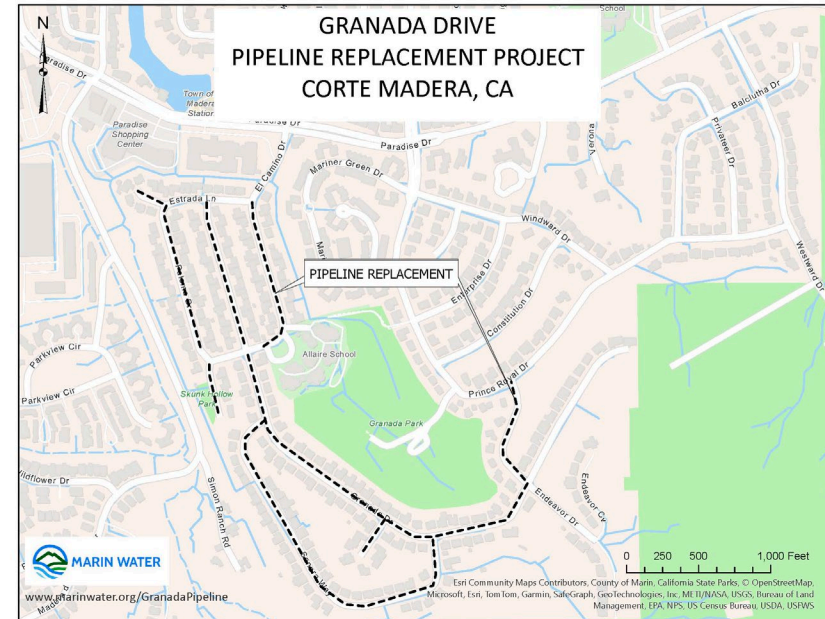 GRANADA DRIVE
PIPELINE REPLACEMENT PROJECT
CORTE MADERA, CA
N
School
Paradise Dr
Town of
Madera
Station
Paradise
Shopping
Center
Paradise Dr
Paradise Dr
El Camino Dr
Estrada Ln
Mariner Green Dr
Verona
Privateer Dr
Balclutha Dr
Windward Dr
Westward Dr
Enterprise Dr
Constitution Dr
PIPELINE REPLACEMENT
Allaire School
Prince Royal Dr
Parkview Cir
Parkview Cir
Skunk Hollow
Park
Granada Park
Wildflower Dr
Simon Ranch Rd
Granada Dr
Endeavor Dr
Endeavor Cv
MARIN WATER
www.marinwater.org/GranadaPipeline
0 250 500 1,000 Feet
Esri Community Maps Contributors, County of Marin, California State Parks, © OpenStreetMap,
Microsoft, Esri, TomTom, Garmin, SafeGraph, GeoTechnologies, Inc, METI/NASA, USGS, Bureau of Land
Management, EPA, NPS, US Census Bureau, USDA, USFWS